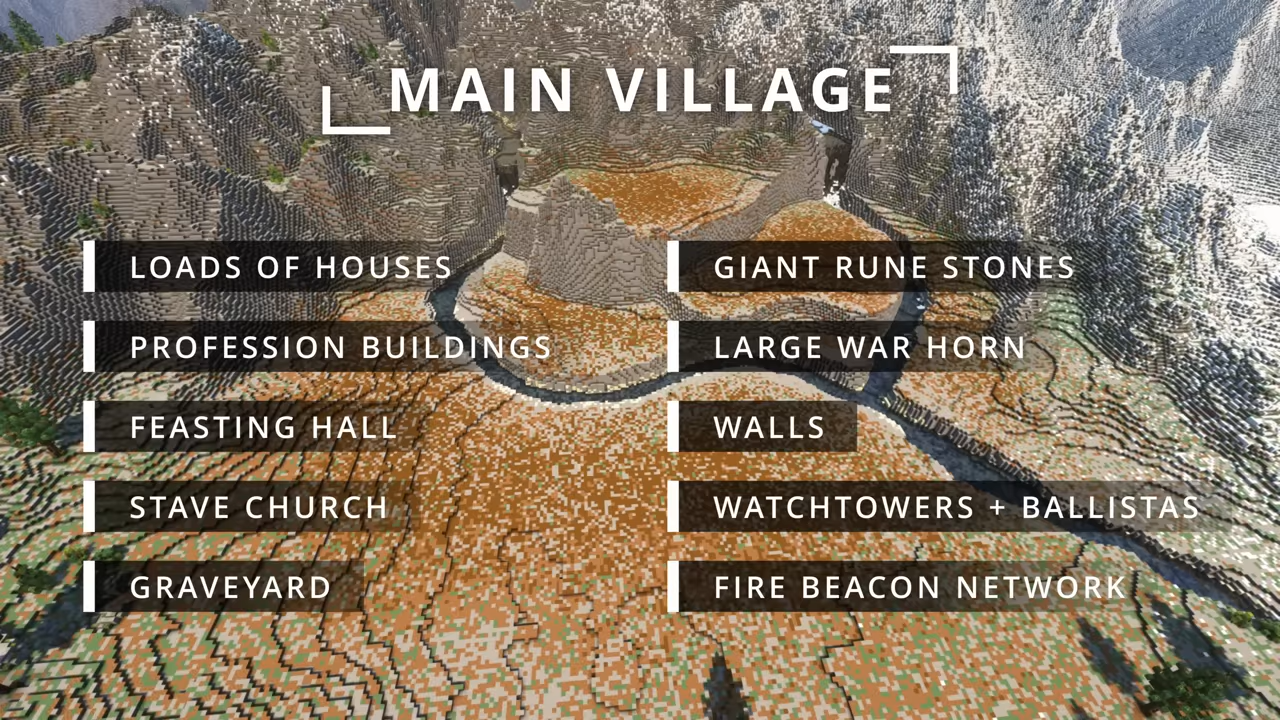 MAIN VILLAGE
LOADS OF HOUSES
PROFESSION BUILDINGS
FEASTING HALL
STAVE CHURCH
GRAVEYARD
GIANT RUNE STONES
LARGE WAR HORN
WALLS
WATCHTOWERS + BALLISTAS
FIRE BEACON NETWORK